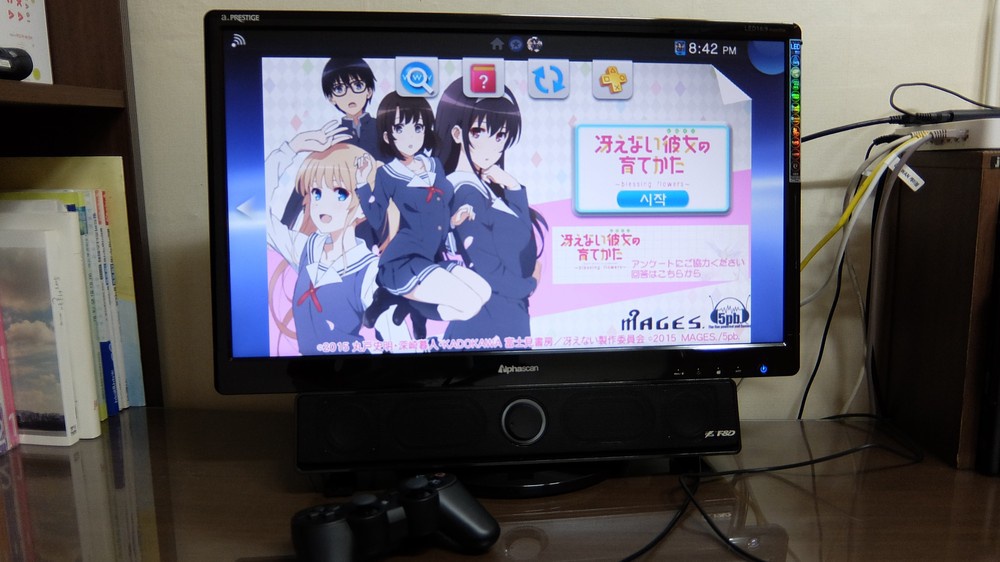 a. PRESTIGE
8:42 PM
WWW
?
冴えない彼女の
育てかた
~blessing flowers~
시작
冴えない彼女の
育てかた
~blessing flowers~
アンケートにご協力ください
回答はこちらから
MAGES.
5pb.
©2015 丸戸史明・深崎暮人・KADOKAWA 富士見書房／冴えない製作委員会 ©2015 MAGES./5pb.
Alphascan
F&D